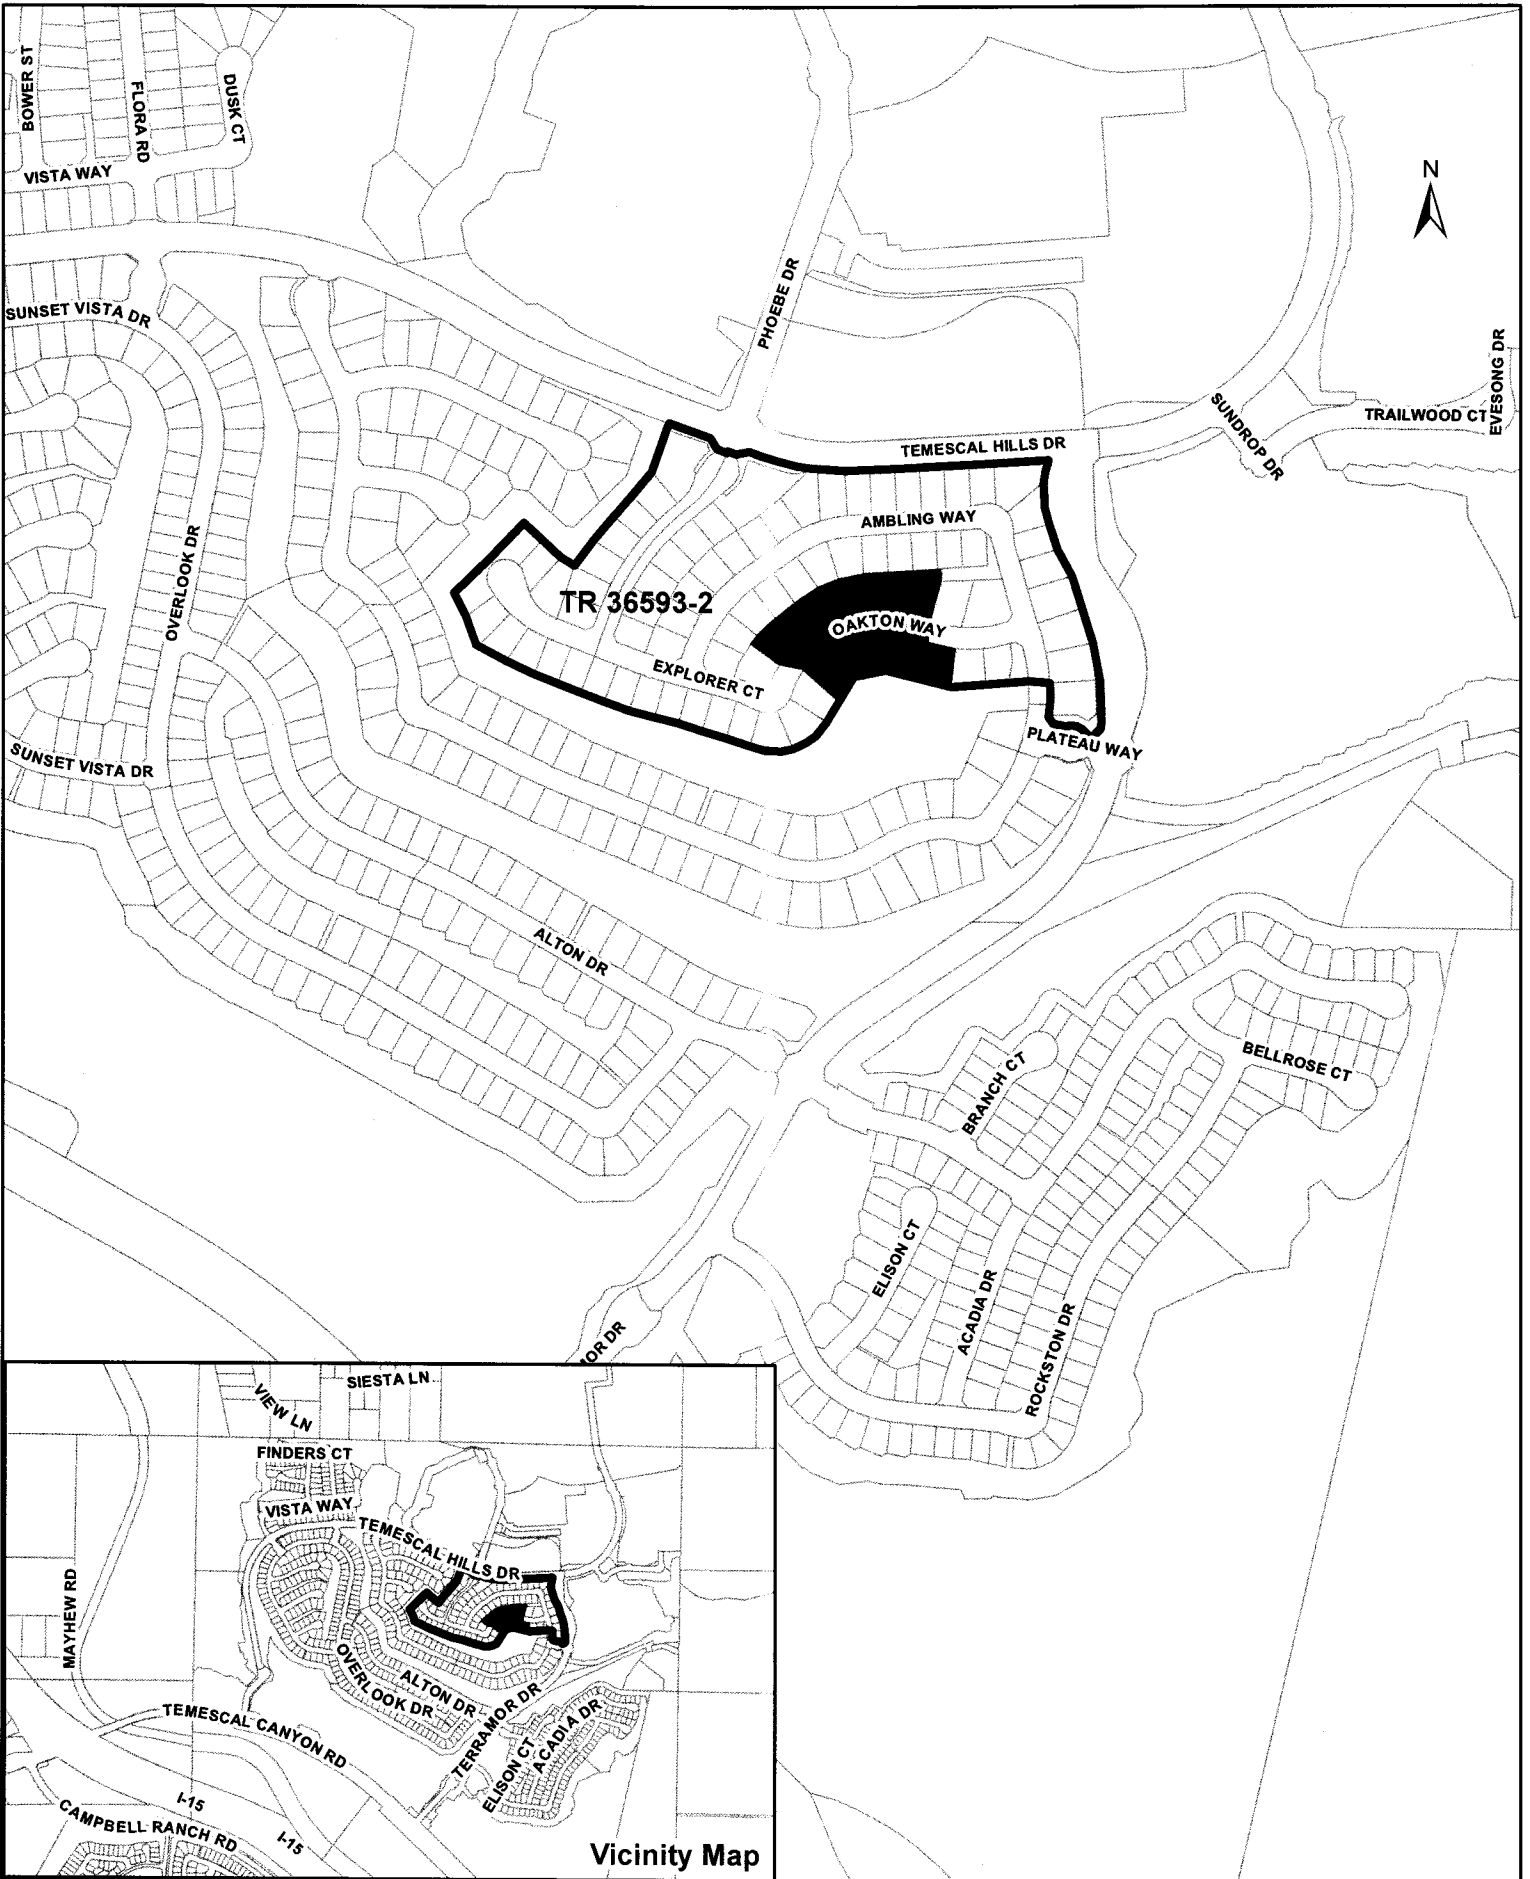 BOWER ST
FLORA RD
DUSK CT
VISTA WAY
N
PHOEBE DR
SUNSET VISTA DR
EVESONG DR
TRAILWOOD CT
SUNDROP DR
TEMESCAL HILLS DR
AMBLING WAY
OVERLOOK DR
TR 36593-2
OAKTON WAY
EXPLORER CT
PLATEAU WAY
SUNSET VISTA DR
ALTON DR
BRANCH CT
BELLROSE CT
ELISON CT
ACADIA DR
ROCKSTON DR
MOR DR
SIESTA LN
VIEW LN
FINDERS CT
VISTA WAY
TEMESCAL HILLS DR
MAYHEW RD
OVERLOOK DR
ALTON DR
TERRAMOR DR
ACADIA DR
ELISON CT
TEMESCAL CANYON RD
I-15
CAMPBELL RANCH RD
I-15
Vicinity Map